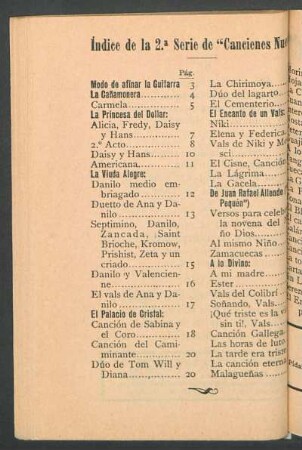 Índice de la 2.ª Serie de "Canciones Nue
Pág.
Modo de afinar la Guitarra 3
La Cañamonera........... 4
Carmela................ 5
La Princesa del Dollar:
Alicia, Fredy, Daisy
y Hans............. 7
2.º Acto............... 8
Daisy y Hans.......... 10
Americana............. 11
La Viuda Alegre:
Danilo medio em-
briagado............. 12
Dueto de Ana y Da-
nilo................. 13
Septimino, Danilo,
Zancada, Saint
Brioche, Kromow,
Prishist, Zeta y un
criado............... 15
Danilo y Valencien-
ne.................. 16
El vals de Ana y Da-
nilo................. 17
El Palacio de Cristal:
Canción de Sabina y
el Coro.............. 18
Canción del Cami-
minante............. 20
Dúo de Tom Will y
Diana............... 20
La Chirimoya.
Dúo del lagarto
El Cementerio
El Encanto de un Vals:
Niki
Elena y Federica
Vals de Niki y
sci
El Cisne, Canció
La Lágrima
La Gacela
De Juan Rafael Allende
Pequén")
Versos para celeb
la novena del
ño Dios
Al mismo Niño
Zamacuecas
A lo Divino:
A mi madre
Ester
Vals del Colibrí
Soñando, Vals
¡Qué triste es la
sin ti!, Vals
Canción Gallega
Las horas de luto
La tarde era triste
La canción etern
Malagueñas